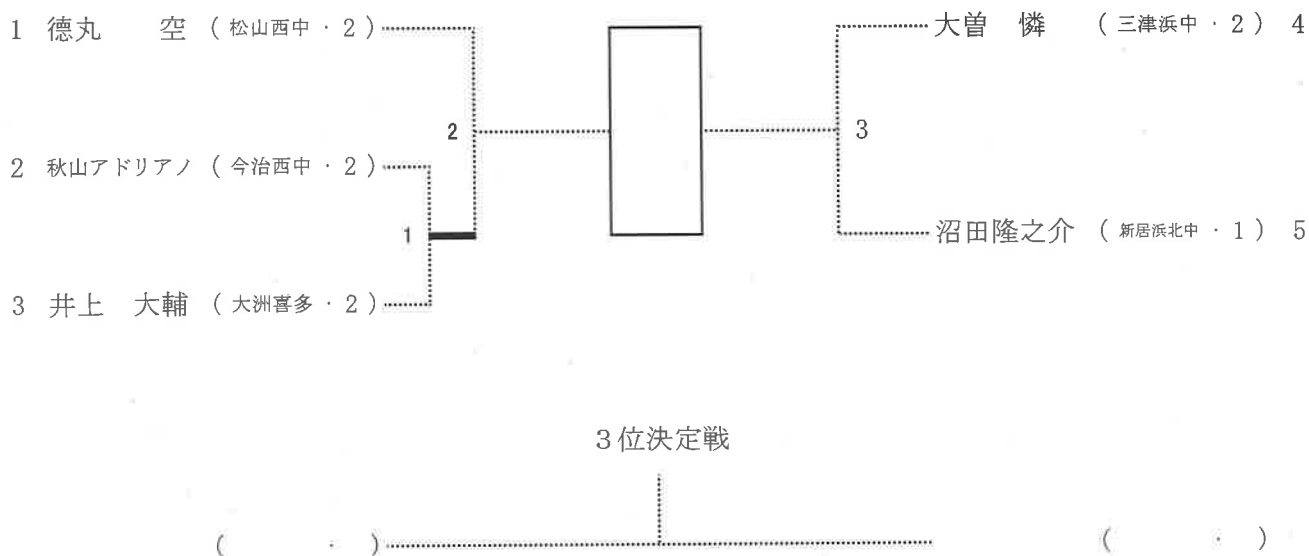 1 徳丸　空（松山西中・2）
大曽　憐　（三津浜中・2）4
2
3
2 秋山アドリアノ（今治西中・2）
1
沼田隆之介（新居浜北中・1）5
3 井上　大輔（大洲喜多・2）
3位決定戦
（　・　）
（　・　）